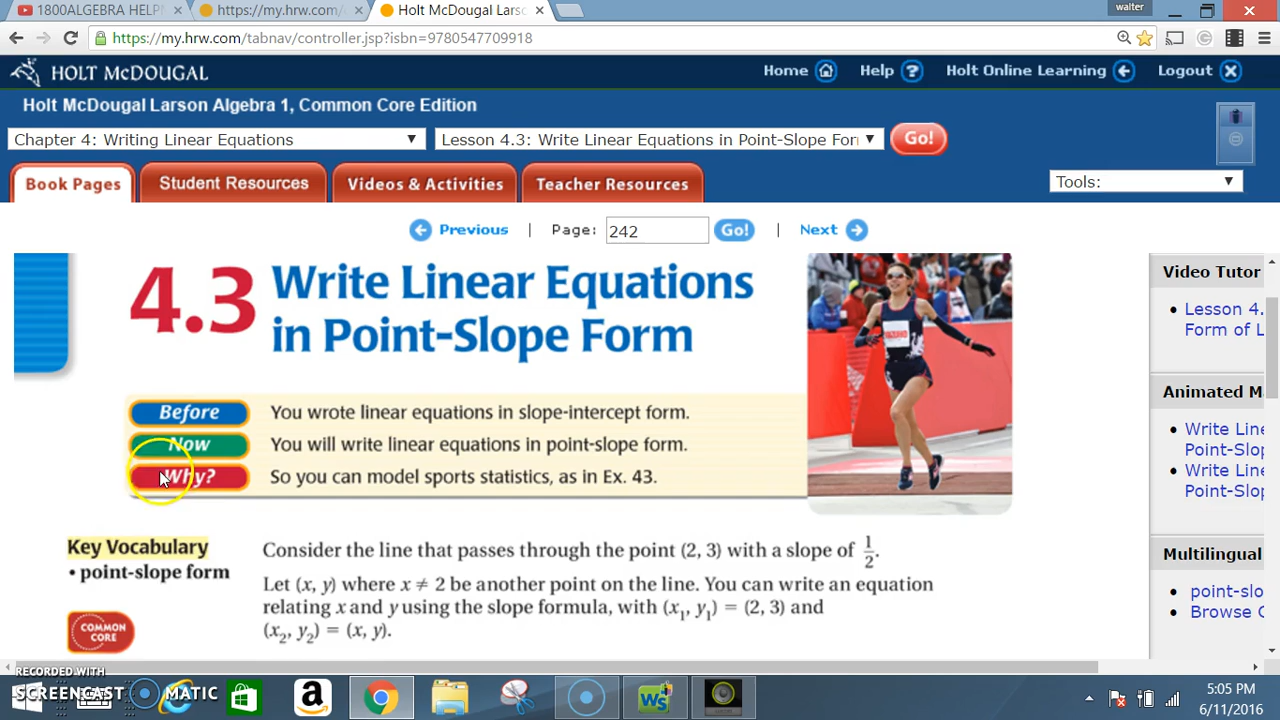 walter
1800ALGEBRA HELPI
https://my.hrw.com/
Holt McDougal Larso
https://my.hrw.com/tabnav/controller.jsp?isbn=9780547709918
HOLT MCDOUGAL
Home Help Holt Online Learning Logout
Holt McDougal Larson Algebra 1, Common Core Edition
Chapter 4: Writing Linear Equations
Lesson 4.3: Write Linear Equations in Point-Slope For
Go!
Book Pages Student Resources Videos & Activities Teacher Resources
Tools:
Previous | Page: 242 Go! | Next
4.3 Write Linear Equations
in Point-Slope Form
Before You wrote linear equations in slope-intercept form.
Now You will write linear equations in point-slope form.
Why? So you can model sports statistics, as in Ex. 43.
Key Vocabulary
• point-slope form
COMMON
CORE
Consider the line that passes through the point (2, 3) with a slope of 1/2.
Let (x, y) where x ≠ 2 be another point on the line. You can write an equation
relating x and y using the slope formula, with (x₁, y₁) = (2, 3) and
(x₂, y₂) = (x, y).
Video Tutor
• Lesson 4.
Form of L
Animated M
• Write Line
Point-Slop
• Write Line
Point-Slop
Multilingual
• point-slo
• Browse G
RECORDED WITH
SCREENCAST MATIC
5:05 PM
6/11/2016